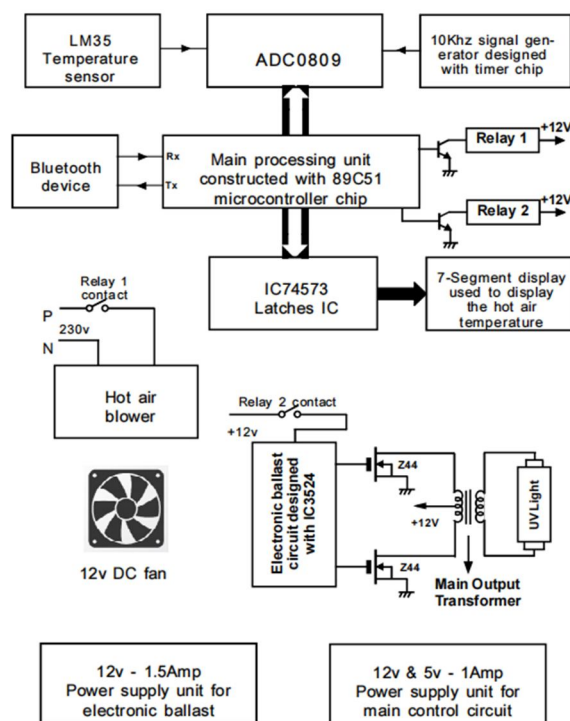 LM35
Temperature
sensor
ADC0809
10Khz signal gen-
erator designed
with timer chip
Bluetooth
device
Rx
Tx
Main processing unit
constructed with 89C51
microcontroller chip
Relay 1
+12V
Relay 2
+12V
IC74573
Latches IC
7-Segment display
used to display
the hot air
temperature
Relay 1
contact
P
230v
N
Hot air
blower
Relay 2 contact
+12v
Electronic ballast
circuit designed
with IC3524
Z44
Z44
+12V
UV Light
Main Output
Transformer
12v DC fan
12v - 1.5Amp
Power supply unit for
electronic ballast
12v & 5v - 1Amp
Power supply unit for
main control circuit